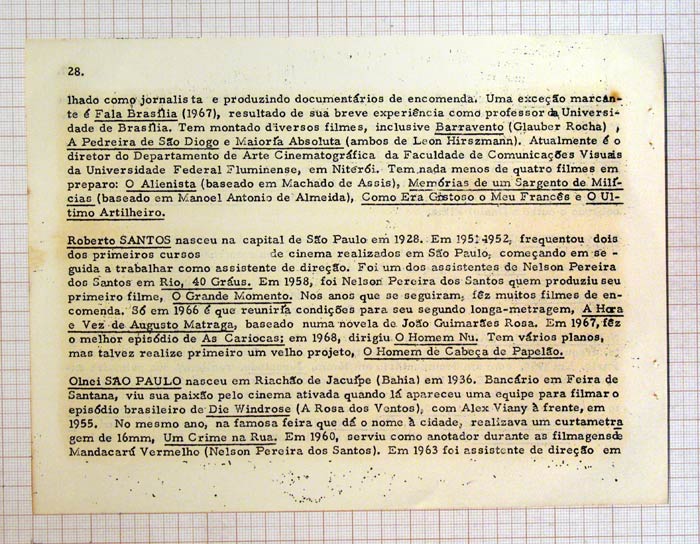 28.
lhado como jornalista e produzindo documentários de encomenda. Uma exceção marcan-
te é Fala Brasília (1967), resultado de sua breve experiência como professor da Universi-
dade de Brasília. Tem montado diversos filmes, inclusive Barravento (Glauber Rocha) ,
A Pedreira de São Diogo e Maioria Absoluta (ambos de Leon Hirszmann). Atualmente é o
diretor do Departamento de Arte Cinematográfica da Faculdade de Comunicações Visuais
da Universidade Federal Fluminense, em Niterói. Tem nada menos de quatro filmes em
preparo: O Alienista (baseado em Machado de Assis), Memórias de um Sargento de Milí-
cias (baseado em Manoel Antonio de Almeida), Como Era Gostoso o Meu Francês e O Úl-
timo Artilheiro.
Roberto SANTOS nasceu na capital de São Paulo em 1928. Em 1951-1952, frequentou dois
dos primeiros cursos de cinema realizados em São Paulo, começando em se -
guida a trabalhar como assistente de direção. Foi um dos assistentes de Nelson Pereira
dos Santos em Rio, 40 Gráus. Em 1958, foi Nelson Pereira dos Santos quem produziu seu
primeiro filme, O Grande Momento. Nos anos que se seguiram, fêz muitos filmes de en-
comenda. Só em 1966 é que reuniria condições para seu segundo longa-metragem, A Hora
e Vez de Augusto Matraga, baseado numa novela de João Guimarães Rosa. Em 1967, fêz
o melhor episódio de As Cariocas; em 1968, dirigiu O Homem Nu. Tem vários planos,
mas talvez realize primeiro um velho projeto, O Homem de Cabeça de Papelão.
Olnei SÃO PAULO nasceu em Riachão de Jacuípe (Bahia) em 1936. Bancário em Feira de
Santana, viu sua paixão pelo cinema ativada quando lá apareceu uma equipe para filmar o
episódio brasileiro de Die Windrose (A Rosa dos Ventos), com Alex Viany à frente, em
1955. No mesmo ano, na famosa feira que dá o nome à cidade, realizava um curtametra
gem de 16mm, Um Crime na Rua. Em 1960, serviu como anotador durante as filmagens de
Mandacarú Vermelho (Nelson Pereira dos Santos). Em 1963 foi assistente de direção em